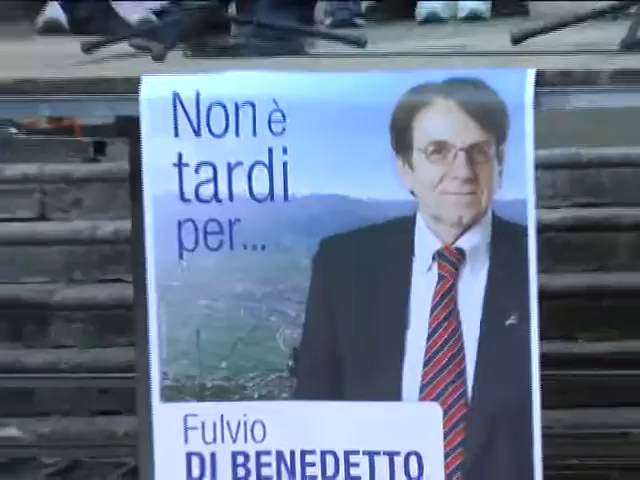 Non è
tardi
per...
Fulvio
DI BENEDETTO